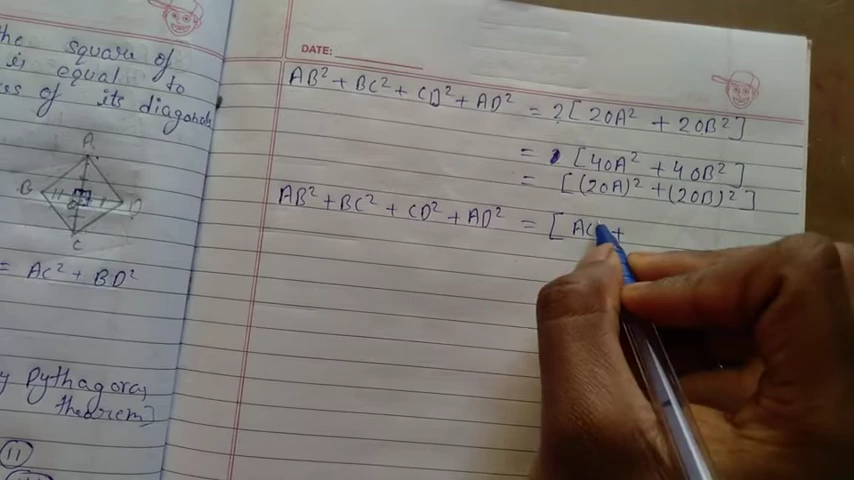 the square of
is equal to
of its diagonals
A
B
O
D
C
= AC² + BD²
Pythagoras
theorem]
(11)
DATE:
AB² + BC² + CD² + AD² = 2[2OA² + 2OB²]
= [4OA² + 4OB²]
= [(2OA)² + (2OB)²]
AB² + BC² + CD² + AD² = [AC +